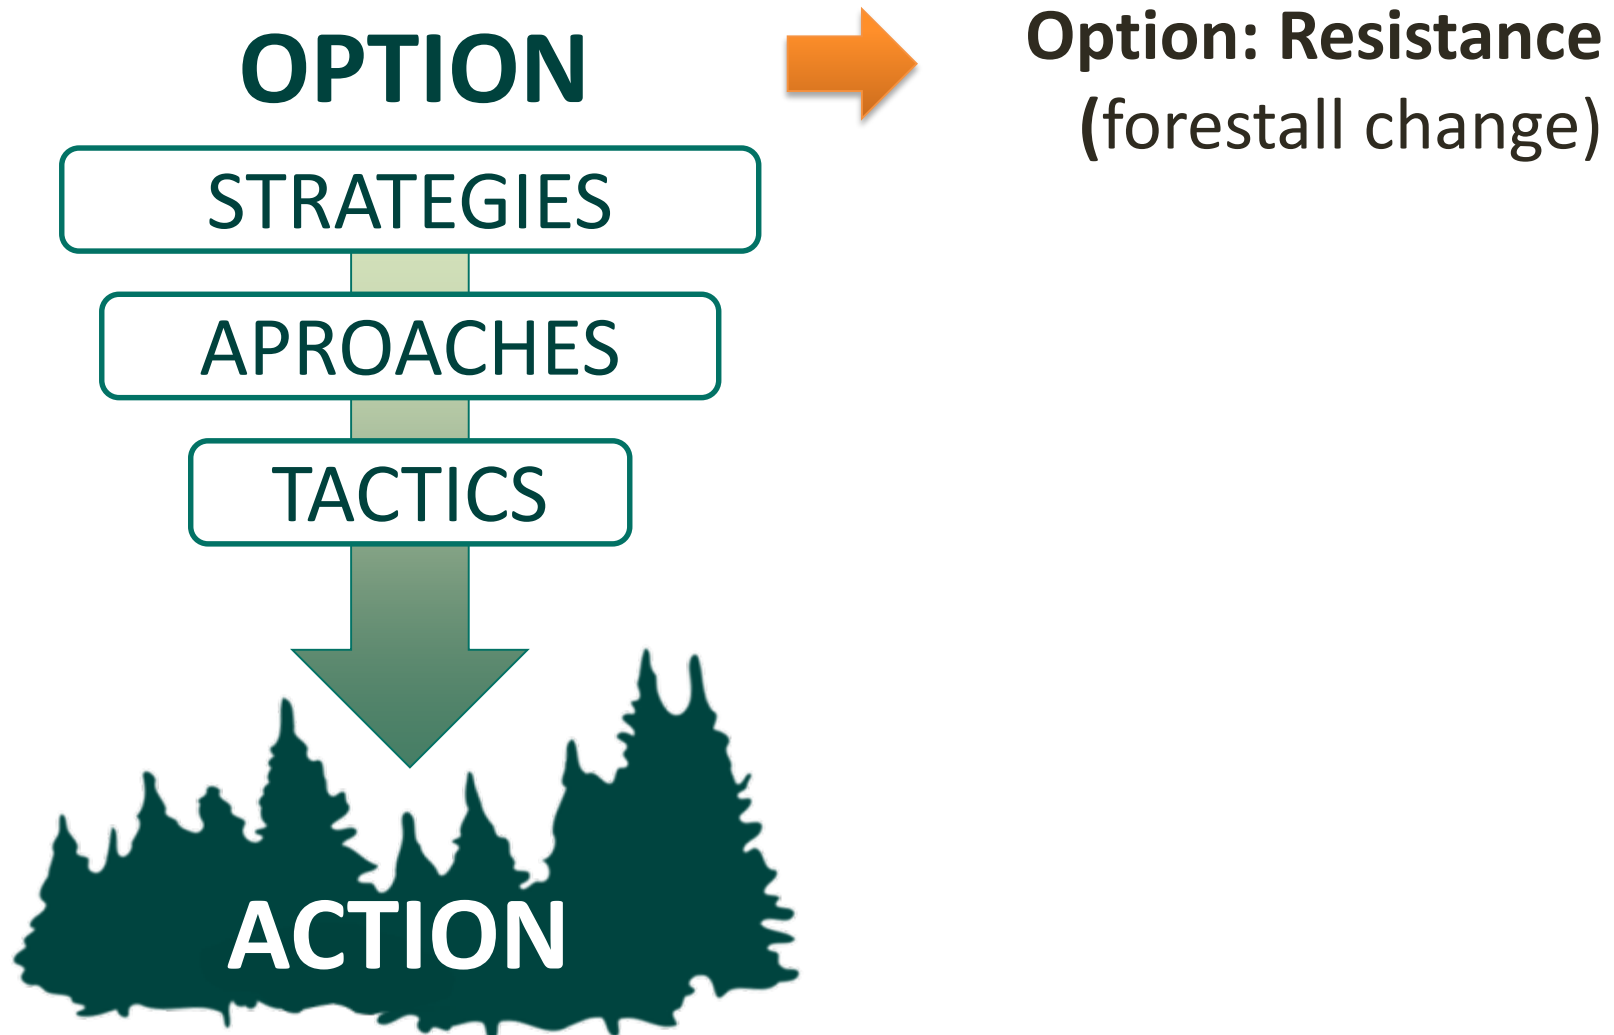 OPTION
STRATEGIES
APROACHES
TACTICS
ACTION
Option: Resistance
(forestall change)